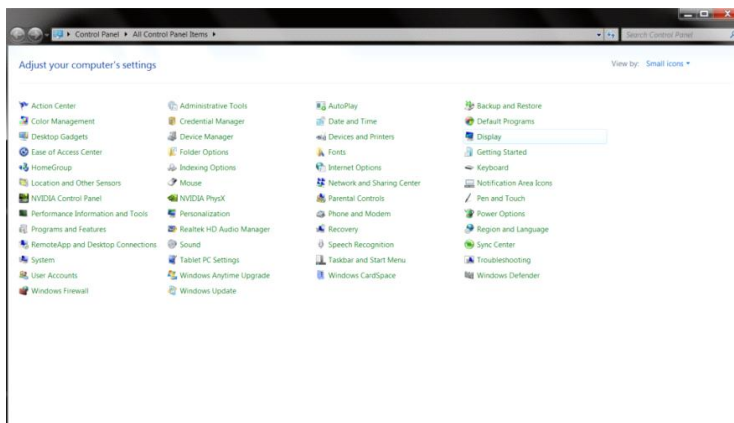 Control Panel All Control Panel Items Search Control Panel
Adjust your computer's settings View by: Small icons
Action Center Administrative Tools AutoPlay Backup and Restore
Color Management Credential Manager Date and Time Default Programs
Desktop Gadgets Device Manager Devices and Printers Display
Ease of Access Center Folder Options Fonts Getting Started
HomeGroup Indexing Options Internet Options Keyboard
Location and Other Sensors Mouse Network and Sharing Center Notification Area Icons
NVIDIA Control Panel NVIDIA PhysX Parental Controls Pen and Touch
Performance Information and Tools Personalization Phone and Modem Power Options
Programs and Features Realtek HD Audio Manager Recovery Region and Language
RemoteApp and Desktop Connections Sound Speech Recognition Sync Center
System Tablet PC Settings Taskbar and Start Menu Troubleshooting
User Accounts Windows Anytime Upgrade Windows CardSpace Windows Defender
Windows Firewall Windows Update